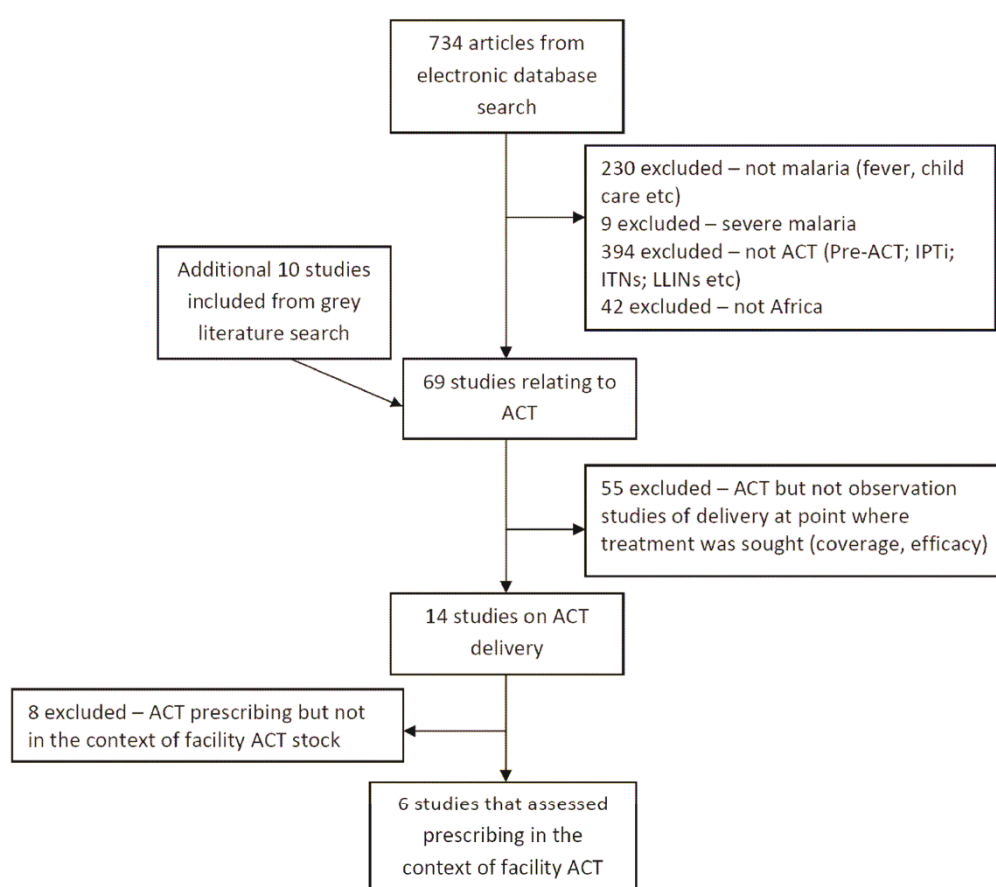 734 articles from
electronic database
search
230 excluded – not malaria (fever, child
care etc)
9 excluded – severe malaria
394 excluded – not ACT (Pre-ACT; IPTi;
ITNs; LLINs etc)
42 excluded – not Africa
Additional 10 studies
included from grey
literature search
69 studies relating to
ACT
55 excluded – ACT but not observation
studies of delivery at point where
treatment was sought (coverage, efficacy)
14 studies on ACT
delivery
8 excluded – ACT prescribing but not
in the context of facility ACT stock
6 studies that assessed
prescribing in the
context of facility ACT